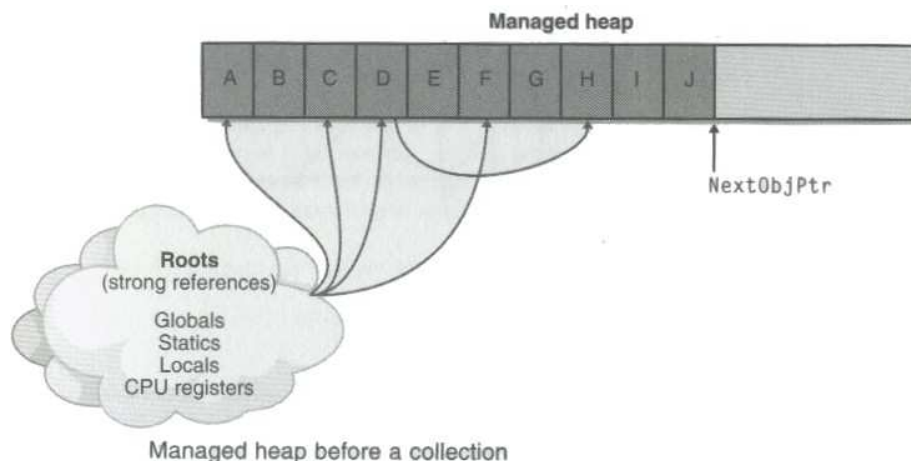 Managed heap
A B C D E F G H I J
NextObjPtr
Roots
(strong references)
Globals
Statics
Locals
CPU registers
Managed heap before a collection